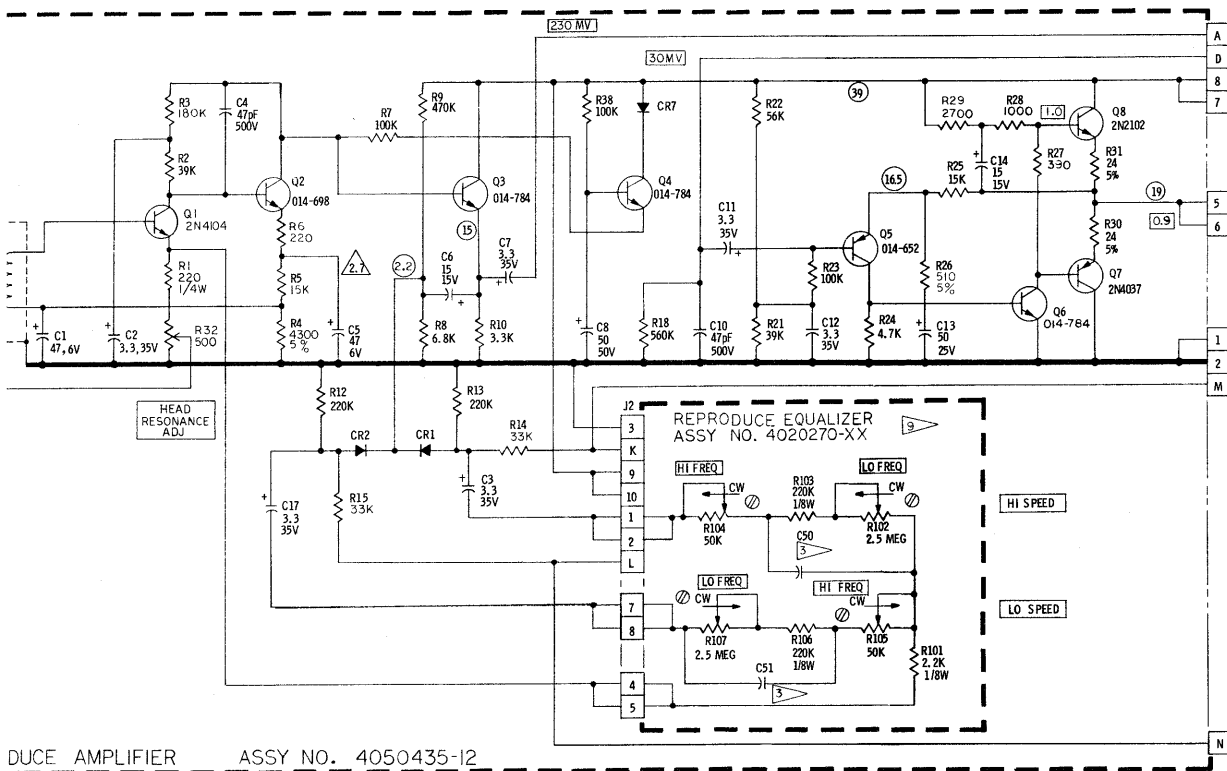 230 MV
A
30MV
D
8
7
R3
180K
C4
47pF
500V
R9
470K
R38
100K
CR7
R22
56K
39
R29
2700
R28
1000
1.0
Q8
2N2102
R7
100K
R2
39K
R27
390
R31
24
5%
Q2
014-698
Q3
014-784
Q4
014-784
16.5
R25
15K
C14
15
15V
19
5
0.9
6
Q1
2N4104
R6
220
15
C11
3.3
35V
Q5
014-652
R30
24
5%
R1
220
1/4W
R5
15K
2.7
2.2
C6
15
15V
C7
3.3
35V
R23
100K
R26
510
5%
Q7
2N4037
Q6
014-784
C1
47,6V
C2
3.3,35V
R32
500
R4
4300
5%
C5
47
6V
R8
6.8K
R10
3.3K
C8
50
50V
R18
560K
C10
47pF
500V
R21
39K
C12
3.3
35V
R24
4.7K
C13
50
25V
1
2
M
HEAD
RESONANCE
ADJ
R12
220K
R13
220K
J2
REPRODUCE EQUALIZER
ASSY NO. 4020270-XX
9
3
K
9
10
1
2
L
7
8
4
5
CR2
CR1
R14
33K
C17
3.3
35V
R15
33K
C3
3.3
35V
HI FREQ
CW
R104
50K
R103
220K
1/8W
LO FREQ
CW
R102
2.5 MEG
HI SPEED
C50
3
LO FREQ
CW
R107
2.5 MEG
R106
220K
1/8W
HI FREQ
CW
R105
50K
LO SPEED
C51
3
R101
2.2K
1/8W
N
DUCE AMPLIFIER ASSY NO. 4050435-12